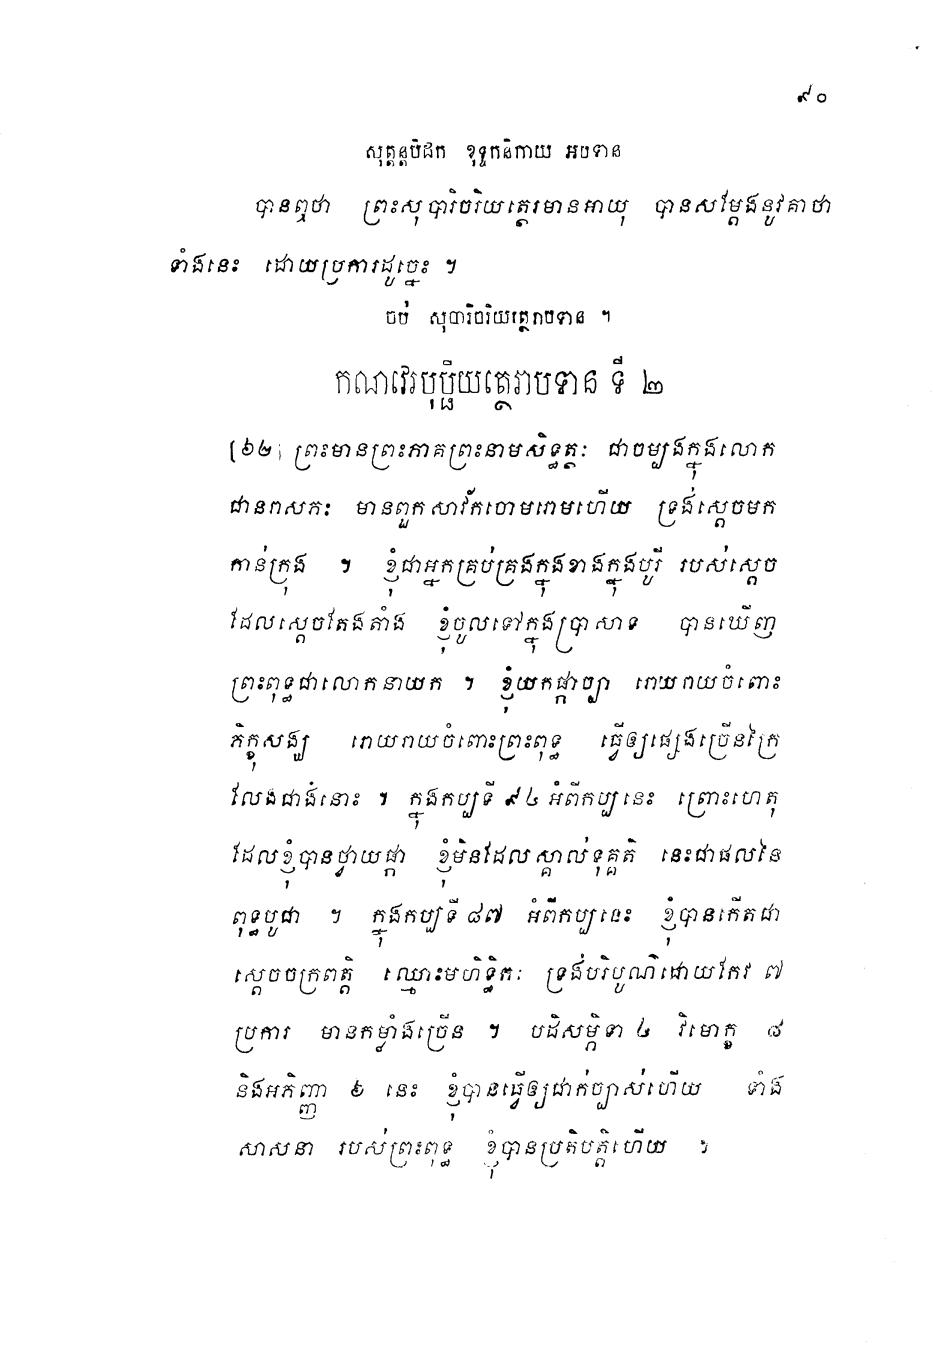 ៩០
សុត្តន្តបិដក ខុទ្ទកនិកាយ អបទាន
បានឮថា ព្រះសុបារិចរិយត្ថេរមានអាយុ បានសម្តែងនូវគាថា
ទាំងនេះ ដោយប្រការដូច្នេះ ។
ចប់ សុបារិចរិយត្ថេរាបទាន ។
កណវេរបុប្ផិយត្ថេរាបទាន ទី ២
[៦២] ព្រះមានព្រះភាគព្រះនាមសិទ្ធត្ថៈ ជាចម្បងក្នុងលោក
ជានរាសភៈ មានពួកសាវ័កចោមរោមហើយ ទ្រង់ស្តេចមក
កាន់ក្រុង ។ ខ្ញុំជាអ្នកគ្រប់គ្រងក្នុងខាងក្នុងបុរី របស់ស្តេច
ដែលស្តេចតែងតាំង ខ្ញុំចូលទៅក្នុងប្រាសាទ បានឃើញ
ព្រះពុទ្ធជាលោកនាយក ។ ខ្ញុំយកផ្កាច្បា រោយរាយចំពោះ
ភិក្ខុសង្ឃ រោយរាយចំពោះព្រះពុទ្ធ ធ្វើឲ្យផ្សេងច្រើនក្រៃ
លែងជាងនោះ ។ ក្នុងកប្បទី ៩៤ អំពីកប្បនេះ ព្រោះហេតុ
ដែលខ្ញុំបានថ្វាយផ្កា ខ្ញុំមិនដែលស្គាល់ទុគ្គតិ នេះជាផលនៃ
ពុទ្ធបូជា ។ ក្នុងកប្បទី ៨៧ អំពីកប្បនេះ ខ្ញុំបានកើតជា
ស្តេចចក្រពត្តិ ឈ្មោះមហិទ្ធិកៈ ទ្រង់បរិបូណ៌ដោយកែវ ៧
ប្រការ មានកម្លាំងច្រើន ។ បដិសម្ភិទា ៤ វិមោក្ខ ៨
និងអភិញ្ញា ៦ នេះ ខ្ញុំបានធ្វើឲ្យជាក់ច្បាស់ហើយ ទាំង
សាសនា របស់ព្រះពុទ្ធ ខ្ញុំបានប្រតិបត្តិហើយ ។